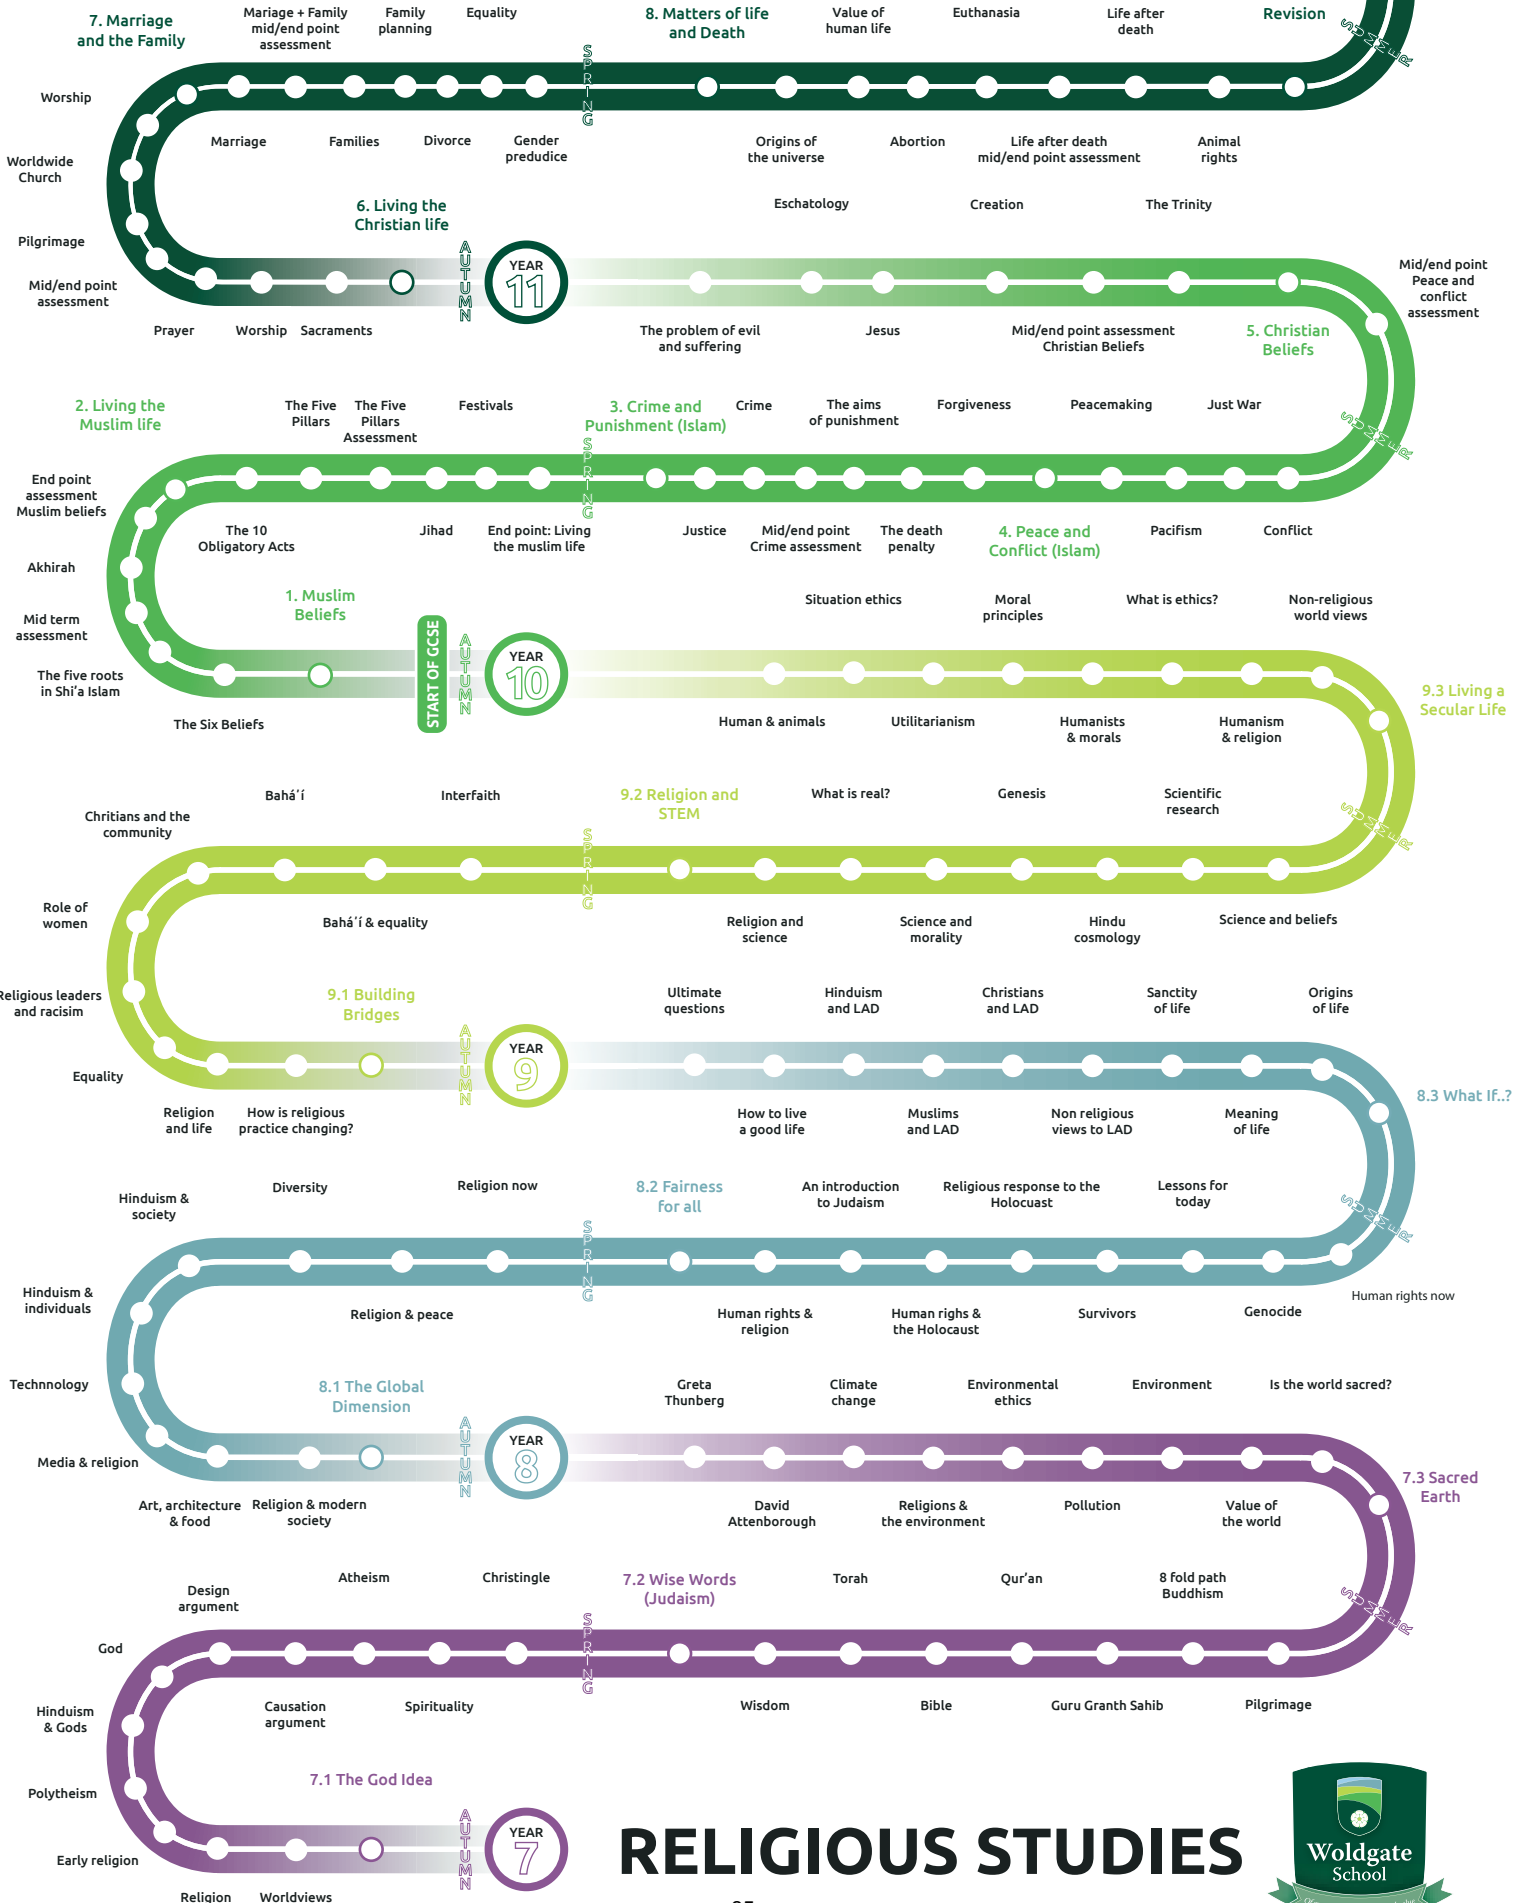 7. Marriage
and the Family
Mariage + Family
mid/end point
assessment
Family
planning
Equality
8. Matters of life
and Death
Value of
human life
Euthanasia
Life after
death
Revision
SUMMER
SPRING
Worship
Worldwide
Church
Pilgrimage
Mid/end point
assessment
Marriage
Families
Divorce
Gender
predudice
Origins of
the universe
Abortion
Life after death
mid/end point assessment
Animal
rights
6. Living the
Christian life
AUTUMN
YEAR
11
Eschatology
Creation
The Trinity
Mid/end point
Peace and
conflict
assessment
Prayer
Worship
Sacraments
The problem of evil
and suffering
Jesus
Mid/end point assessment
Christian Beliefs
5. Christian
Beliefs
2. Living the
Muslim life
The Five
Pillars
The Five
Pillars
Assessment
Festivals
3. Crime and
Punishment (Islam)
Crime
The aims
of punishment
Forgiveness
Peacemaking
Just War
SUMMER
SPRING
End point
assessment
Muslim beliefs
Akhirah
Mid term
assessment
The five roots
in Shi’a Islam
The 10
Obligatory Acts
Jihad
End point: Living
the muslim life
Justice
Mid/end point
Crime assessment
The death
penalty
4. Peace and
Conflict (Islam)
Pacifism
Conflict
1. Muslim
Beliefs
START OF GCSE
AUTUMN
YEAR
10
Situation ethics
Moral
principles
What is ethics?
Non-religious
world views
The Six Beliefs
Human & animals
Utilitarianism
Humanists
& morals
Humanism
& religion
9.3 Living a
Secular Life
Chritians and the
community
Bahá’í
Interfaith
9.2 Religion and
STEM
What is real?
Genesis
Scientific
research
SUMMER
SPRING
Role of
women
Religious leaders
and racisim
Equality
Bahá’í & equality
Religion and
science
Science and
morality
Hindu
cosmology
Science and beliefs
9.1 Building
Bridges
AUTUMN
YEAR
9
Ultimate
questions
Hinduism
and LAD
Christians
and LAD
Sanctity
of life
Origins
of life
Religion
and life
How is religious
practice changing?
How to live
a good life
Muslims
and LAD
Non religious
views to LAD
Meaning
of life
8.3 What If..?
Hinduism &
society
Diversity
Religion now
8.2 Fairness
for all
An introduction
to Judaism
Religious response to the
Holocuast
Lessons for
today
SUMMER
SPRING
Hinduism &
individuals
Technnology
Media & religion
Religion & peace
Human rights &
religion
Human righs &
the Holocaust
Survivors
Genocide
Human rights now
8.1 The Global
Dimension
AUTUMN
YEAR
8
Greta
Thunberg
Climate
change
Environmental
ethics
Environment
Is the world sacred?
Art, architecture
& food
Religion & modern
society
David
Attenborough
Religions &
the environment
Pollution
Value of
the world
7.3 Sacred
Earth
Design
argument
Atheism
Christingle
7.2 Wise Words
(Judaism)
Torah
Qur’an
8 fold path
Buddhism
SUMMER
SPRING
God
Hinduism
& Gods
Polytheism
Early religion
Causation
argument
Spirituality
Wisdom
Bible
Guru Granth Sahib
Pilgrimage
7.1 The God Idea
AUTUMN
YEAR
7
Religion
Worldviews
RELIGIOUS STUDIES
Woldgate
School